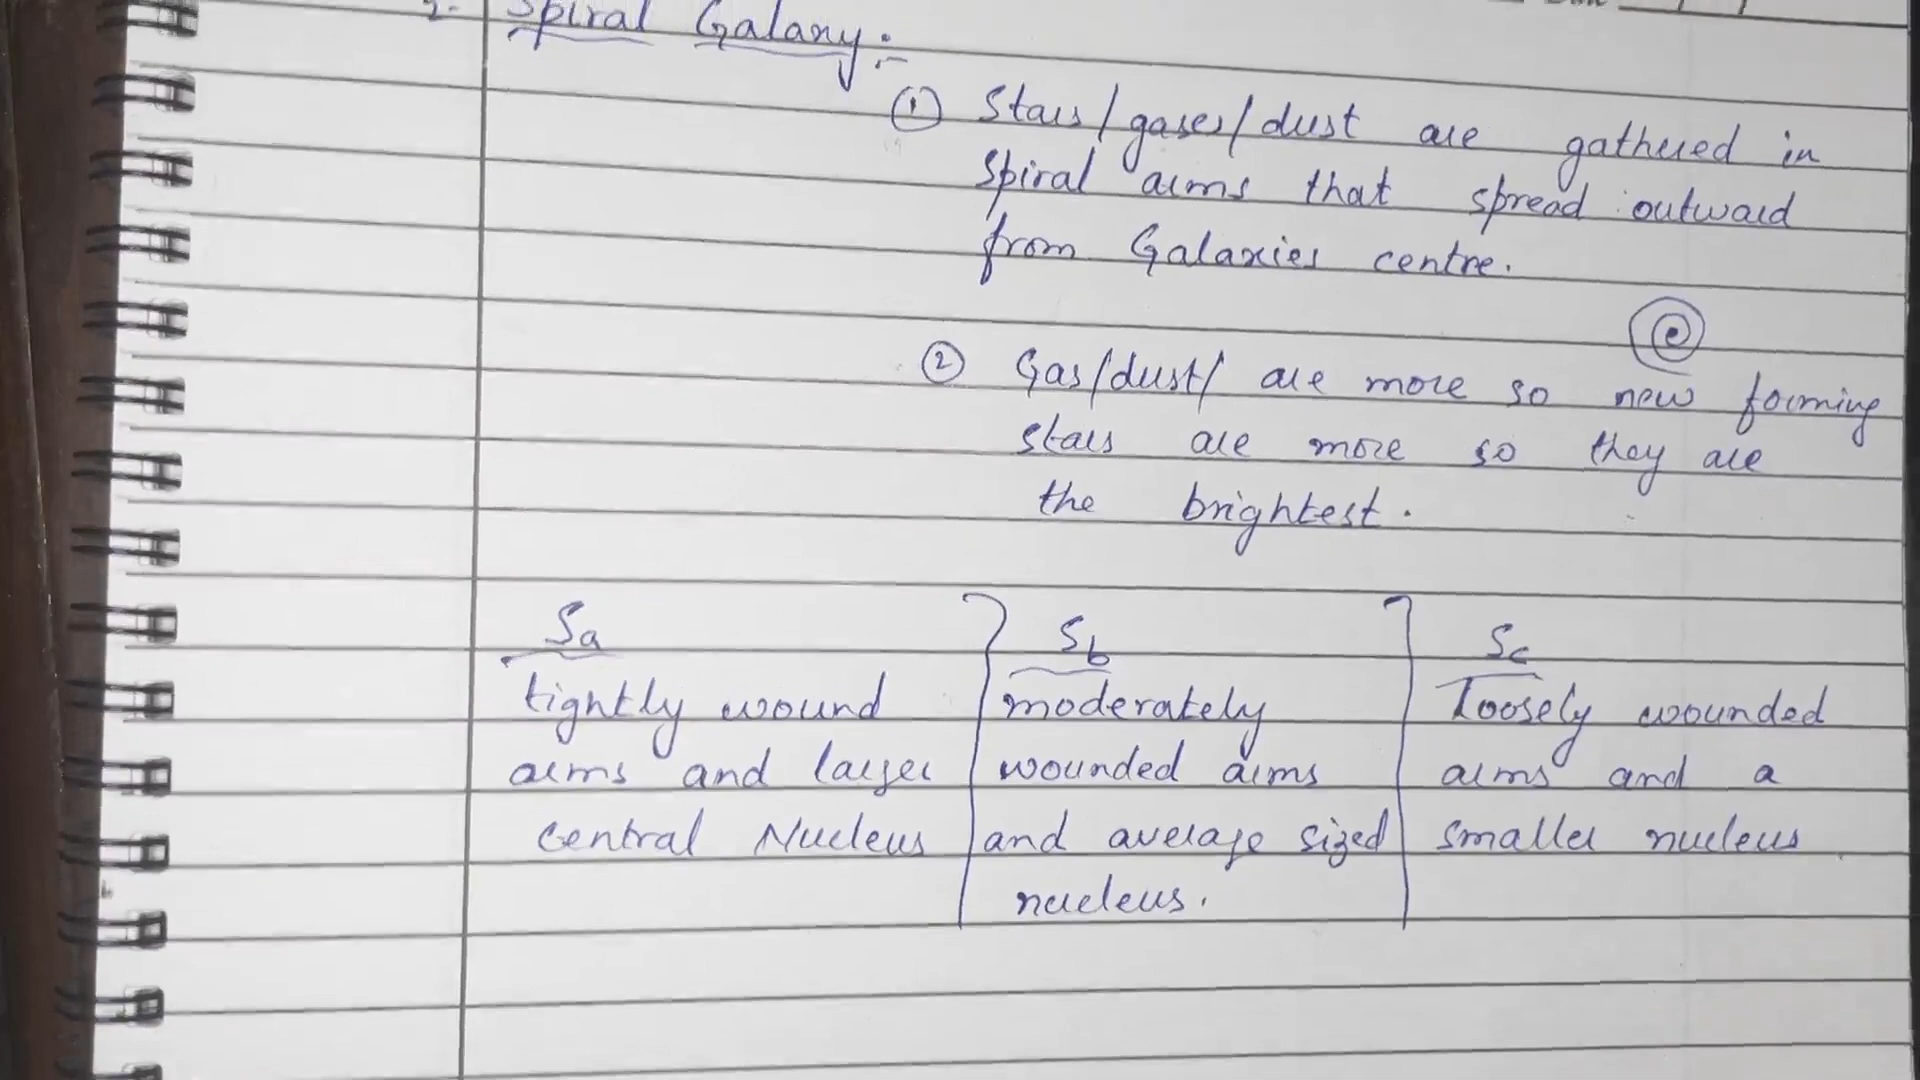 2. Spiral Galaxy :-
① Stars/gases/dust are gathered in
Spiral arms that spread outward
from Galaxies centre.
② Gas/dust/ are more so new forming
stars are more so they are
the brightest.
Sa
tightly wound
arms and larger
central Nucleus
Sb
moderately
wounded arms
and average sized
nucleus.
Sc
Loosely wounded
arms and a
smaller nucleus.